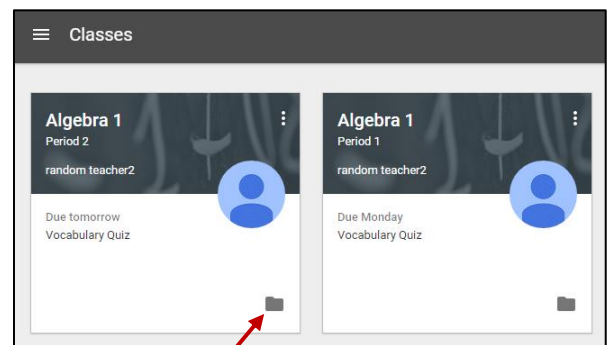 Classes
Algebra 1
Period 2
random teacher2
Due tomorrow
Vocabulary Quiz
Algebra 1
Period 1
random teacher2
Due Monday
Vocabulary Quiz